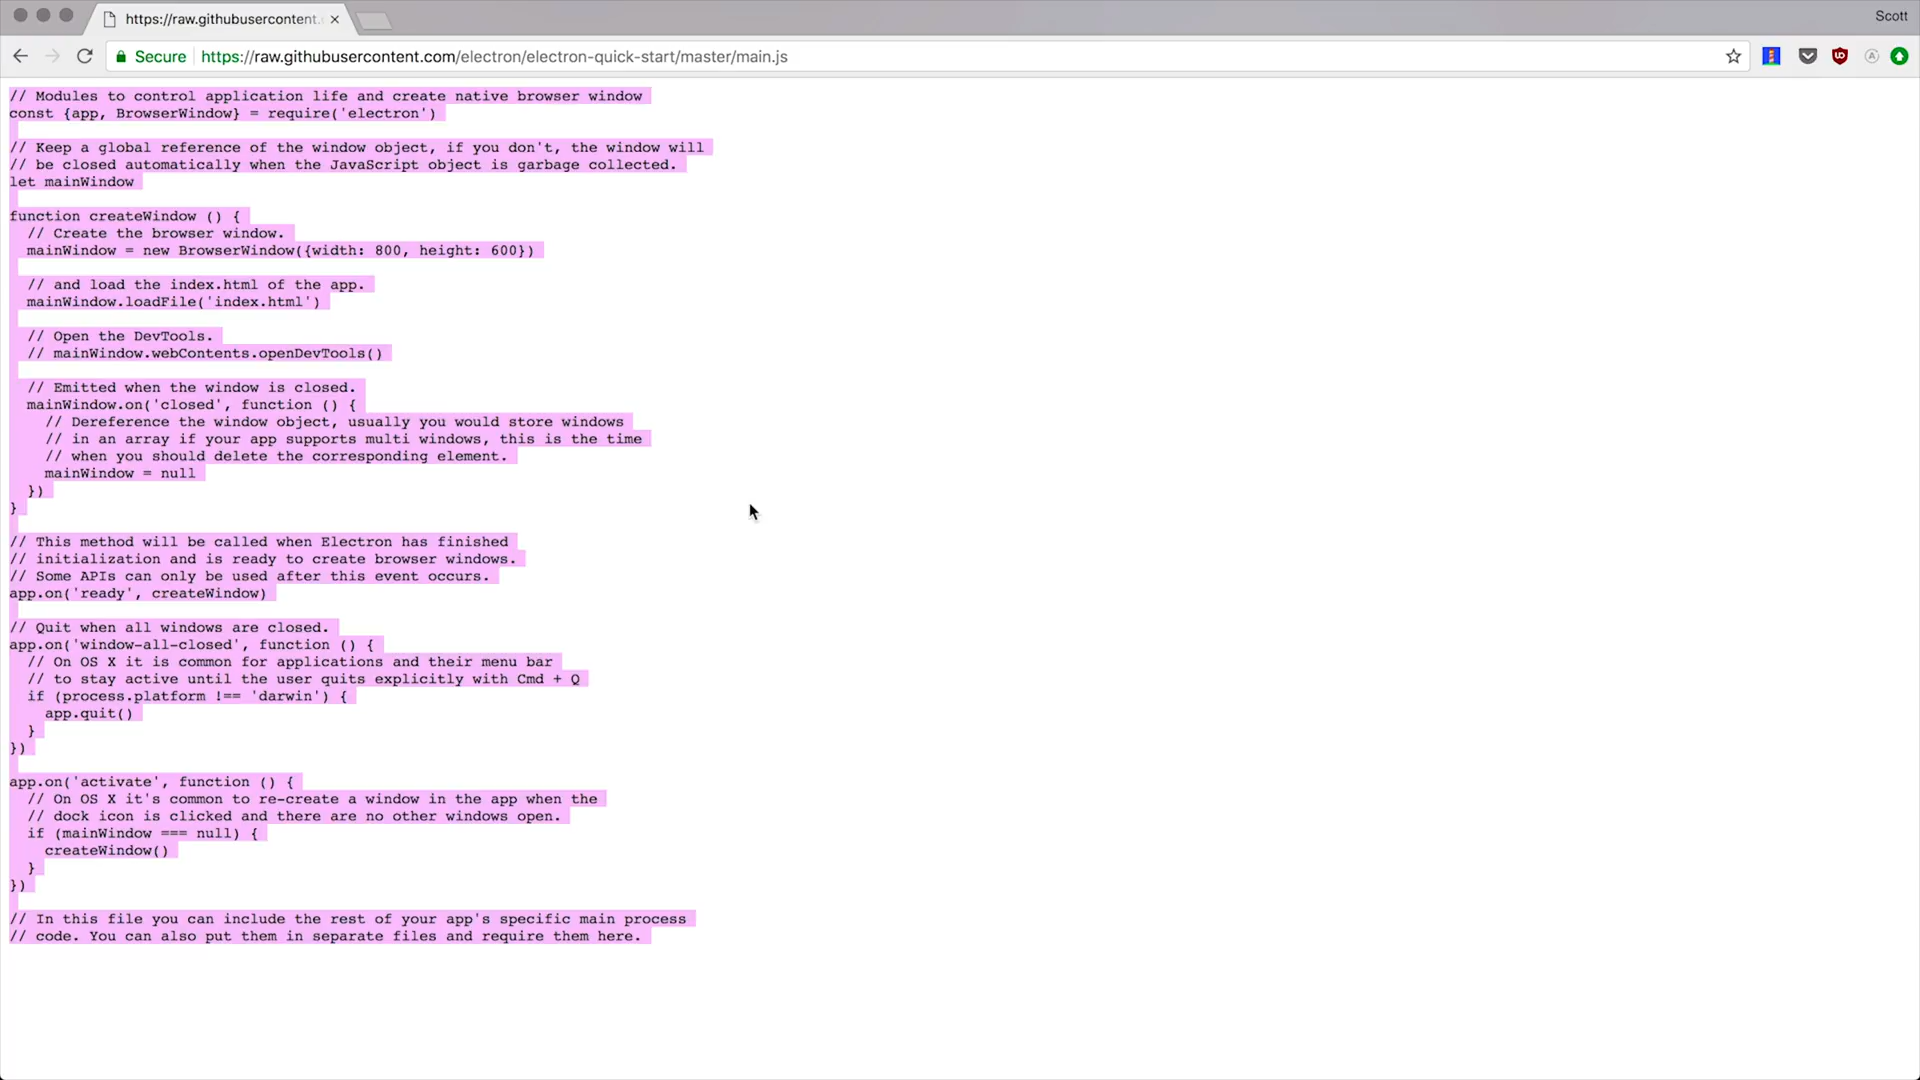 https://raw.githubusercontent.
Scott
Secure https://raw.githubusercontent.com/electron/electron-quick-start/master/main.js
// Modules to control application life and create native browser window
const {app, BrowserWindow} = require('electron')
// Keep a global reference of the window object, if you don't, the window will
// be closed automatically when the JavaScript object is garbage collected.
let mainWindow
function createWindow () {
  // Create the browser window.
  mainWindow = new BrowserWindow({width: 800, height: 600})
  // and load the index.html of the app.
  mainWindow.loadFile('index.html')
  // Open the DevTools.
  // mainWindow.webContents.openDevTools()
  // Emitted when the window is closed.
  mainWindow.on('closed', function () {
    // Dereference the window object, usually you would store windows
    // in an array if your app supports multi windows, this is the time
    // when you should delete the corresponding element.
    mainWindow = null
  })
}
// This method will be called when Electron has finished
// initialization and is ready to create browser windows.
// Some APIs can only be used after this event occurs.
app.on('ready', createWindow)
// Quit when all windows are closed.
app.on('window-all-closed', function () {
  // On OS X it is common for applications and their menu bar
  // to stay active until the user quits explicitly with Cmd + Q
  if (process.platform !== 'darwin') {
    app.quit()
  }
})
app.on('activate', function () {
  // On OS X it's common to re-create a window in the app when the
  // dock icon is clicked and there are no other windows open.
  if (mainWindow === null) {
    createWindow()
  }
})
// In this file you can include the rest of your app's specific main process
// code. You can also put them in separate files and require them here.